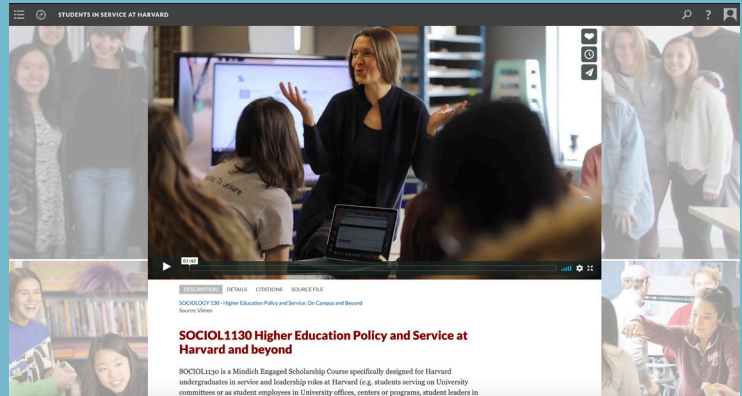 STUDENTS IN SERVICE AT HARVARD
?
01:42
DESCRIPTION DETAILS CITATIONS SOURCE FILE
SOCIOLOGY 130 - Higher Education Policy and Service: On Campus and Beyond
Source: Vimeo
SOCIOL1130 Higher Education Policy and Service at
Harvard and beyond
SOCIOL1130 is a Mindich Engaged Scholarship Course specifically designed for Harvard
undergraduates in service and leadership roles at Harvard (e.g. students serving on University
committees or as student employees in University offices, centers or programs, student leaders in